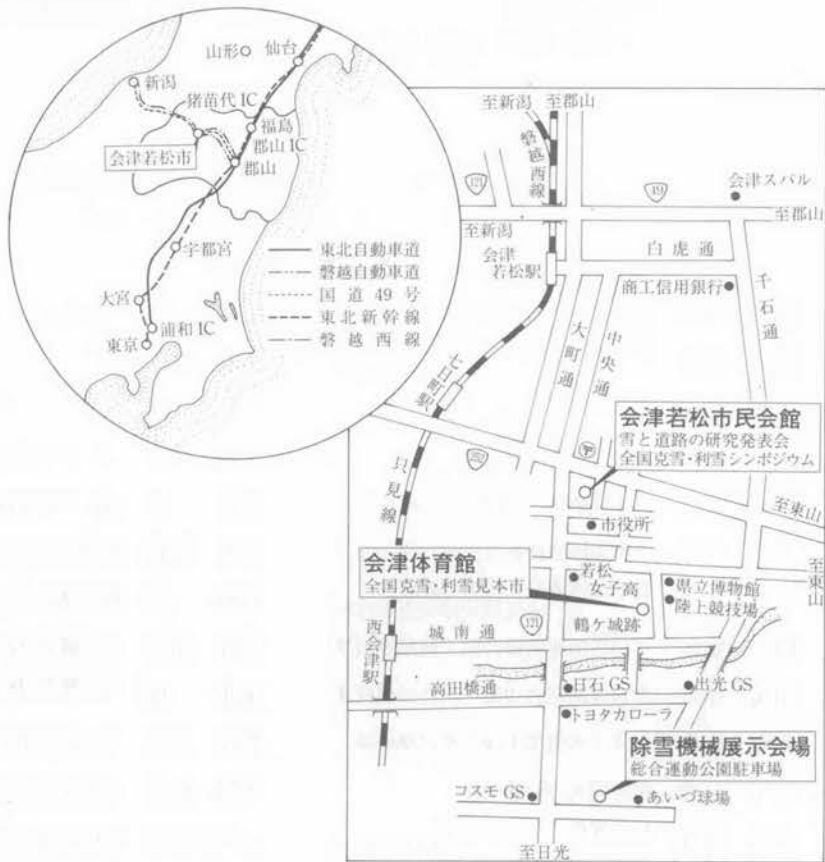 山形
仙台
新潟
猪苗代 IC
福島
会津若松市
郡山 IC
郡山
宇都宮
大宮
浦和 IC
東京
東北自動車道
磐越自動車道
国道49号
東北新幹線
磐越西線
至新潟
至郡山
磐越西線
121
49
会津スバル
至新潟
至郡山
会津
若松駅
白虎通
商工信用銀行
千石通
大町通
中央通
七日町駅
会津若松市民会館
雪と道路の研究発表会
全国克雪・利雪シンポジウム
252
〒
只見線
市役所
至東山
至東山
会津体育館
全国克雪・利雪見本市
若松
女子高
県立博物館
陸上競技場
121
鶴ケ城跡
西会津駅
城南通
高田橋通
日石 GS
出光 GS
トヨタカローラ
除雪機械展示会場
総合運動公園駐車場
コスモ GS
あいづ球場
至日光